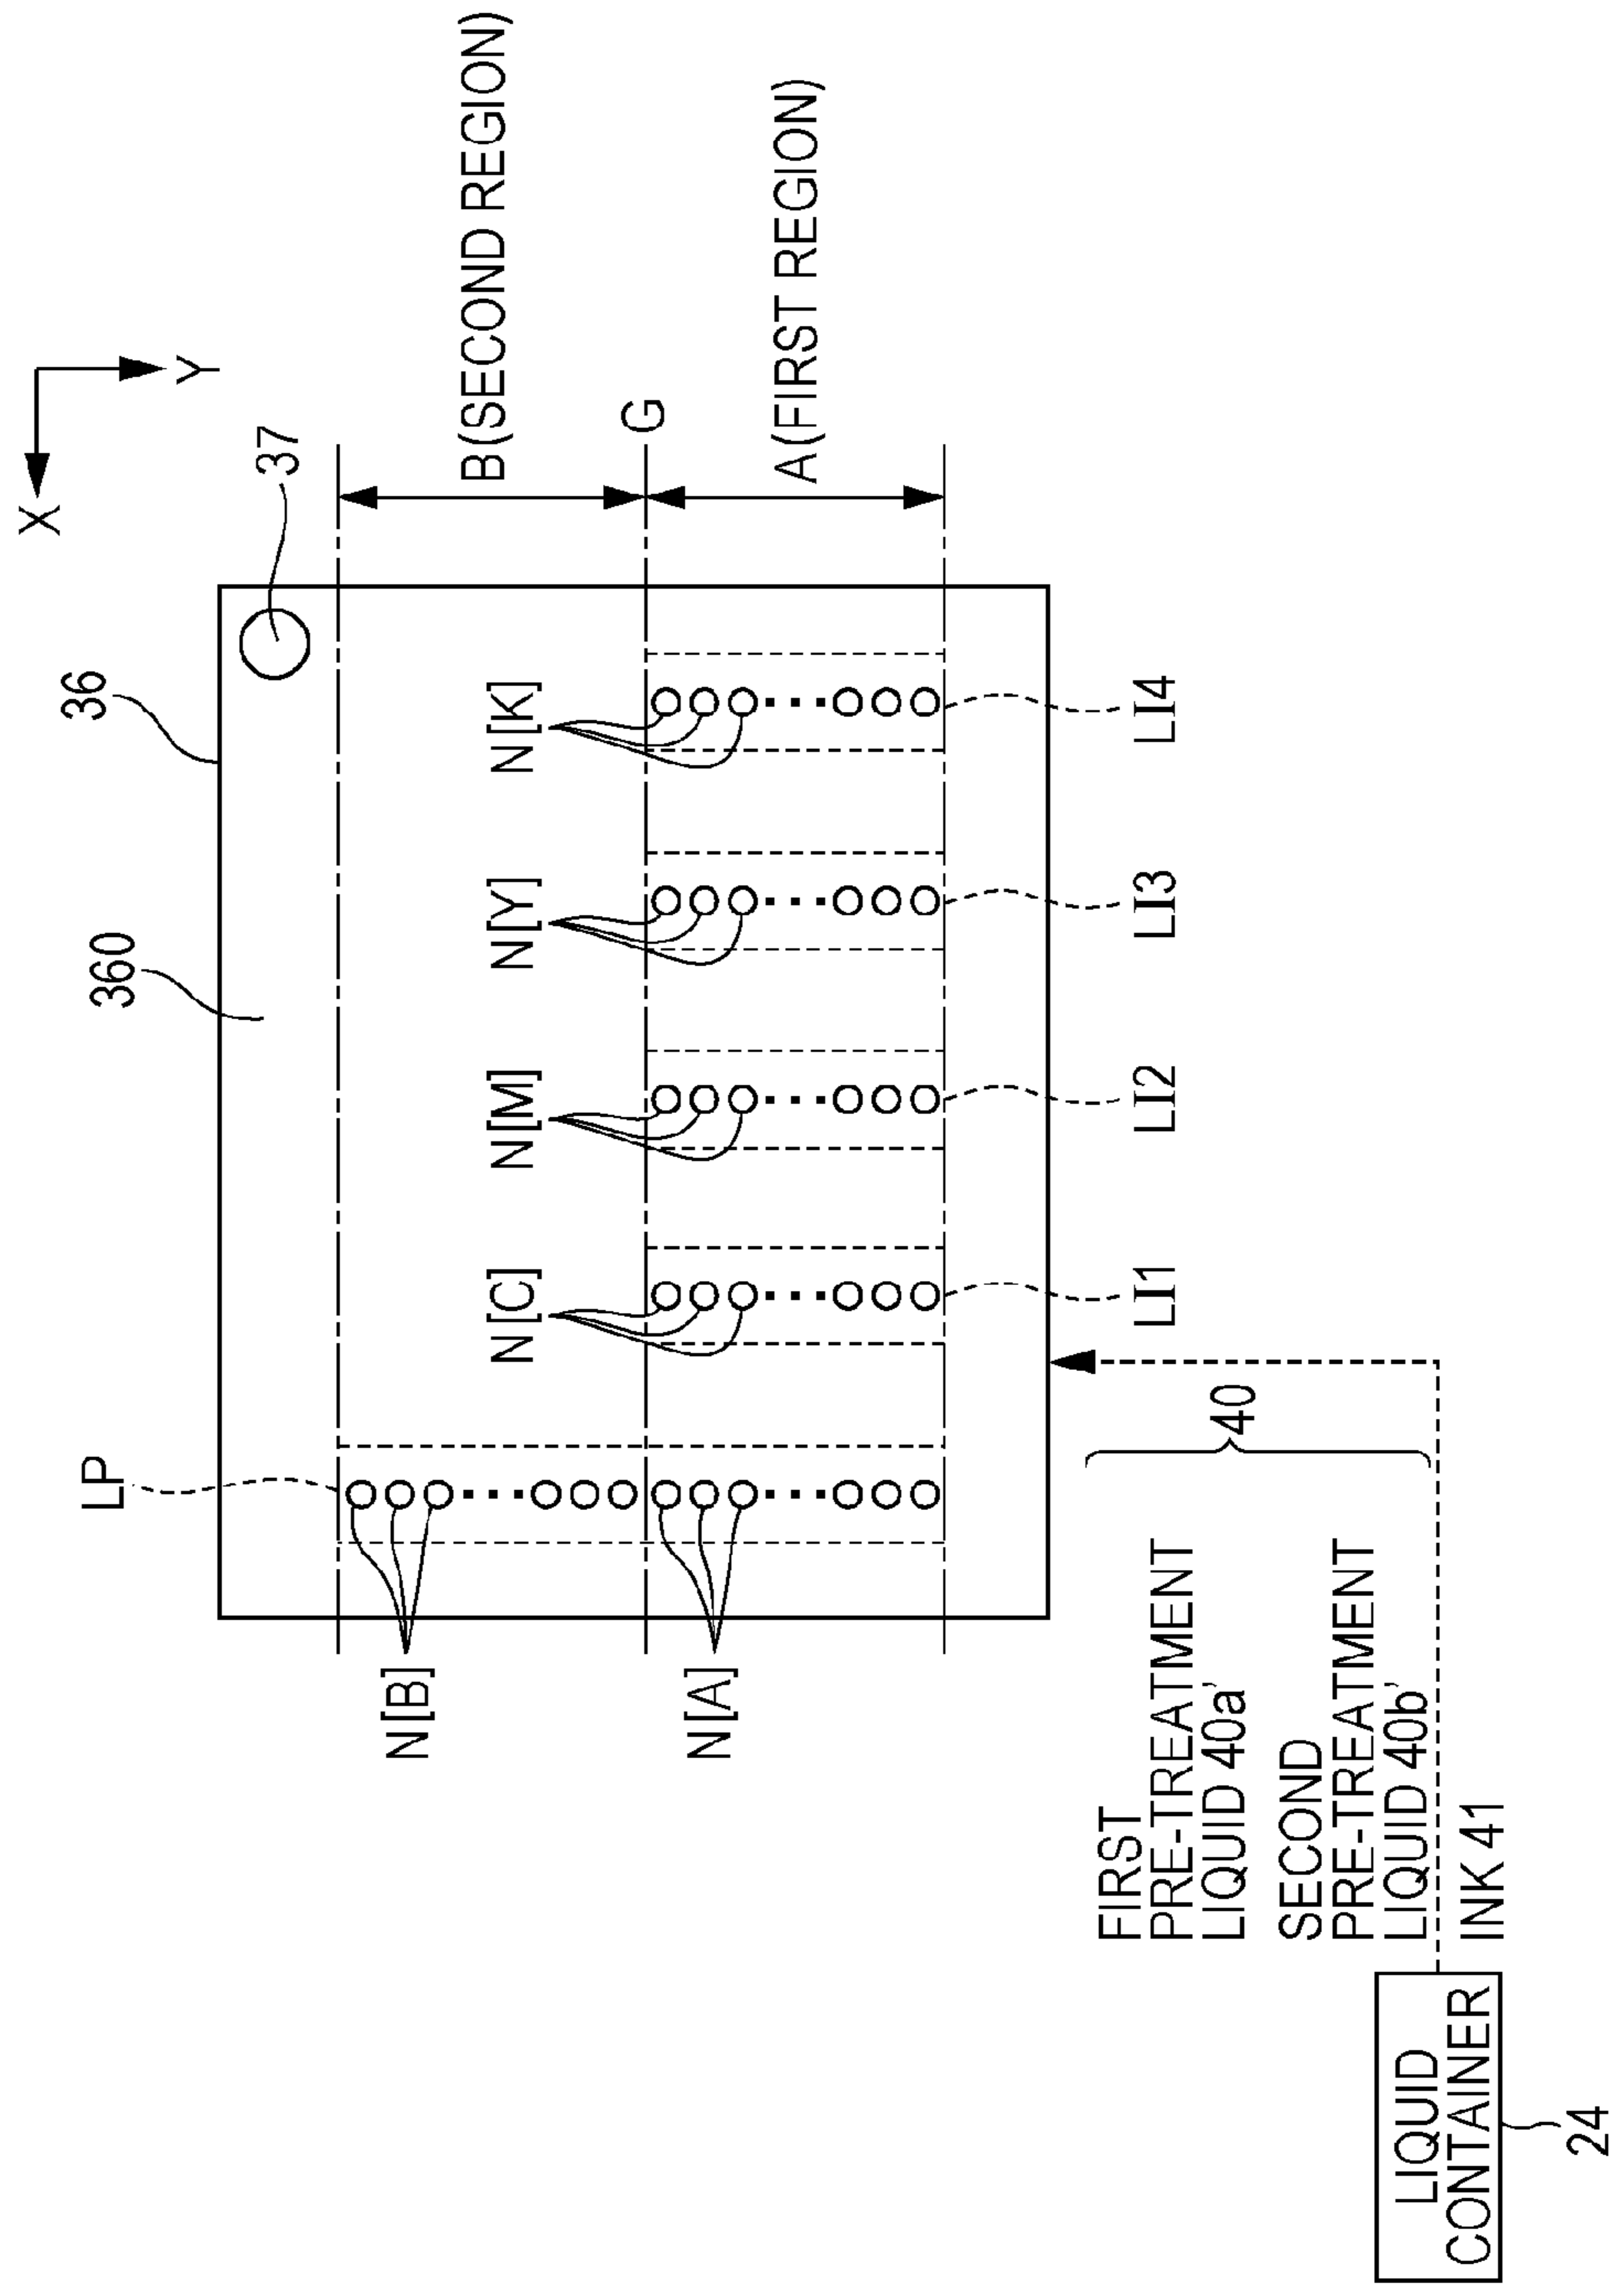 X
Y
37
36
360
LP
B(SECOND REGION)
G
A(FIRST REGION)
N[B]
N[A]
N[C]
N[M]
N[Y]
N[K]
LI1
LI2
LI3
LI4
40
FIRST
PRE-TREATMENT
LIQUID 40a’
SECOND
PRE-TREATMENT
LIQUID 40b’
INK 41
LIQUID
CONTAINER
24